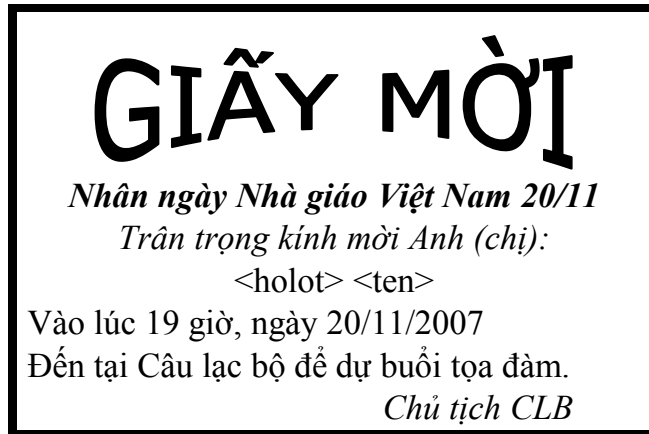 GIẤY MỜI
Nhân ngày Nhà giáo Việt Nam 20/11
Trân trọng kính mời Anh (chị):
<holot> <ten>
Vào lúc 19 giờ, ngày 20/11/2007
Đến tại Câu lạc bộ để dự buổi tọa đàm.
Chủ tịch CLB